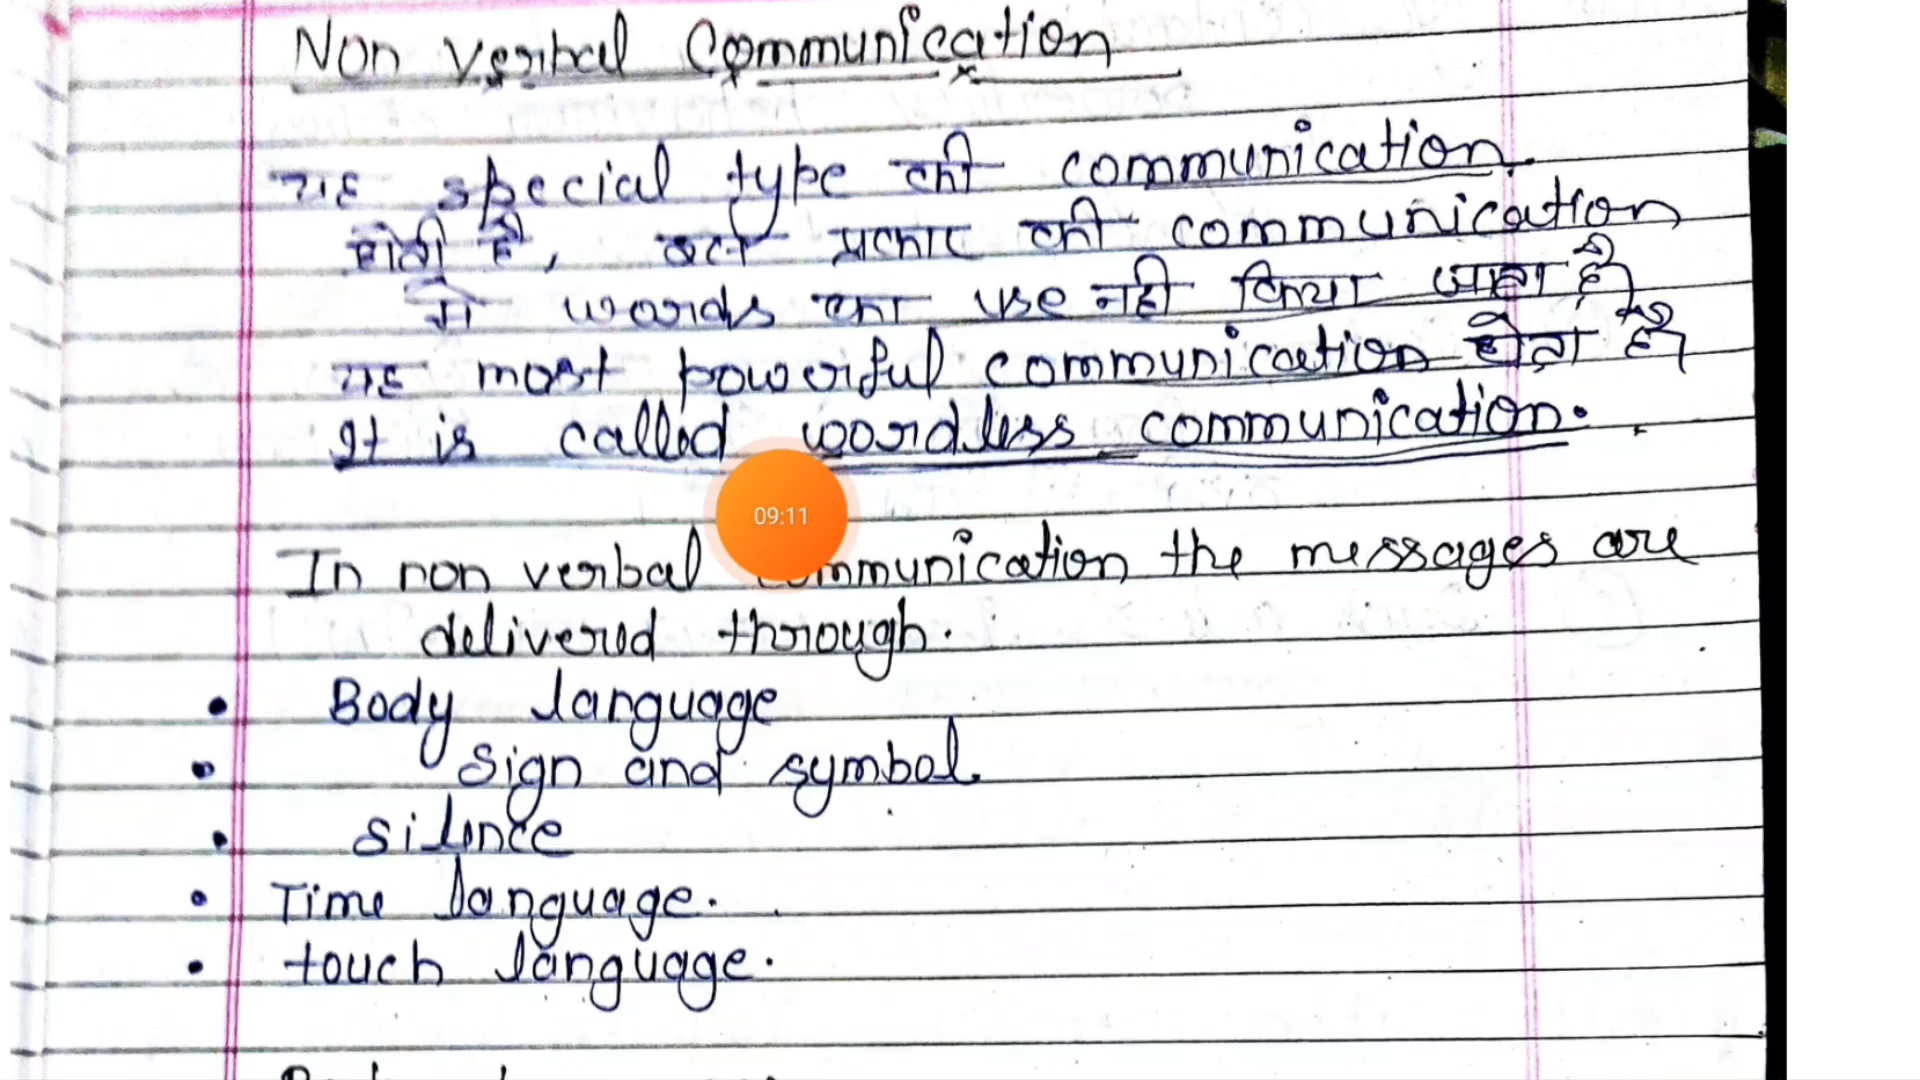 Non Verbal Communication
यह special type की communication
होती है, इस प्रकार की communication
मे words का use नही किया जाता है
यह most powerful communication होता है
It is called wordless communication.
09:11
In non verbal communication the messages are
delivered through.
• Body language
• Sign and symbol
• silence
• Time language.
• touch language.